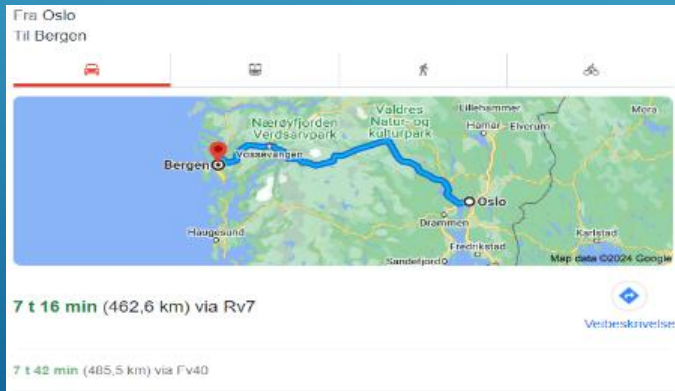 Fra Oslo
Til Bergen
Lillehammer
Mora
Valdres
Natur- og
kulturpark
Nærøyfjorden
Verdsarvpark
Hamar
Elverum
Vossevangen
Bergen
Oslo
Drammen
Haugesund
Fredrikstad
Karlstad
Sandefjord
Map data ©2024 Google
7 t 16 min (462,6 km) via Rv7
Veibeskrivelse
7 t 42 min (485,5 km) via Fv40